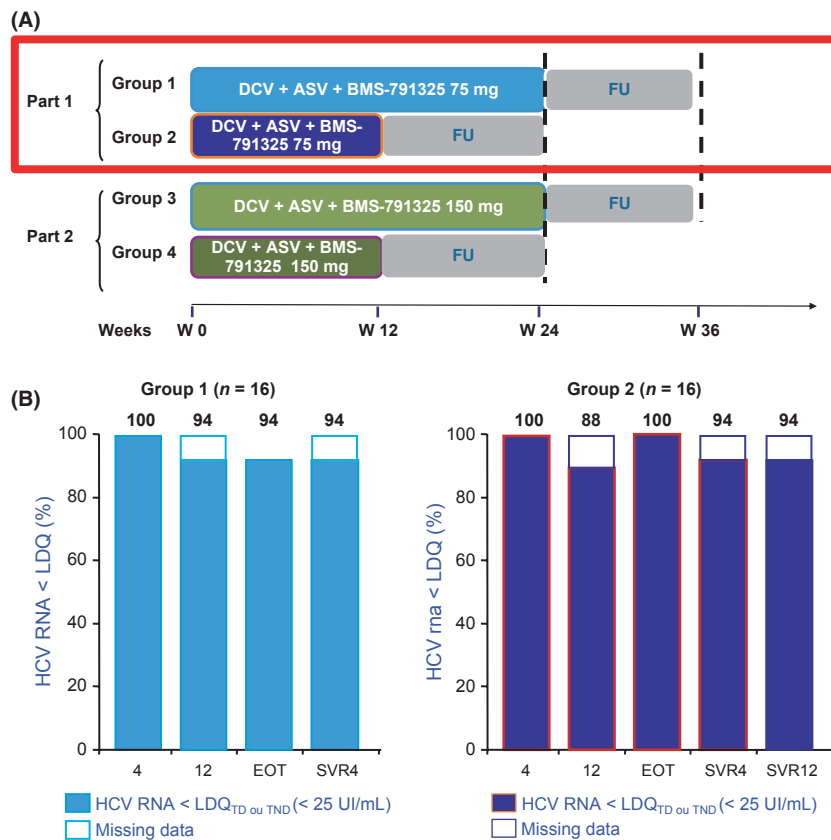 (A)
Part 1
Group 1
DCV + ASV + BMS-791325 75 mg
FU
Group 2
DCV + ASV + BMS-
791325 75 mg
FU
Part 2
Group 3
DCV + ASV + BMS-791325 150 mg
FU
Group 4
DCV + ASV + BMS-
791325 150 mg
FU
Weeks W 0 W 12 W 24 W 36
(B)
Group 1 (n = 16)
100 94 94 94
HCV RNA < LDQ (%)
100
80
60
40
20
0
4 12 EOT SVR4
HCV RNA < LDQTD ou TND (< 25 UI/mL)
Missing data
Group 2 (n = 16)
100 88 100 94 94
HCV rna < LDQ (%)
100
80
60
40
20
0
4 12 EOT SVR4 SVR12
HCV RNA < LDQTD ou TND (< 25 UI/mL)
Missing data